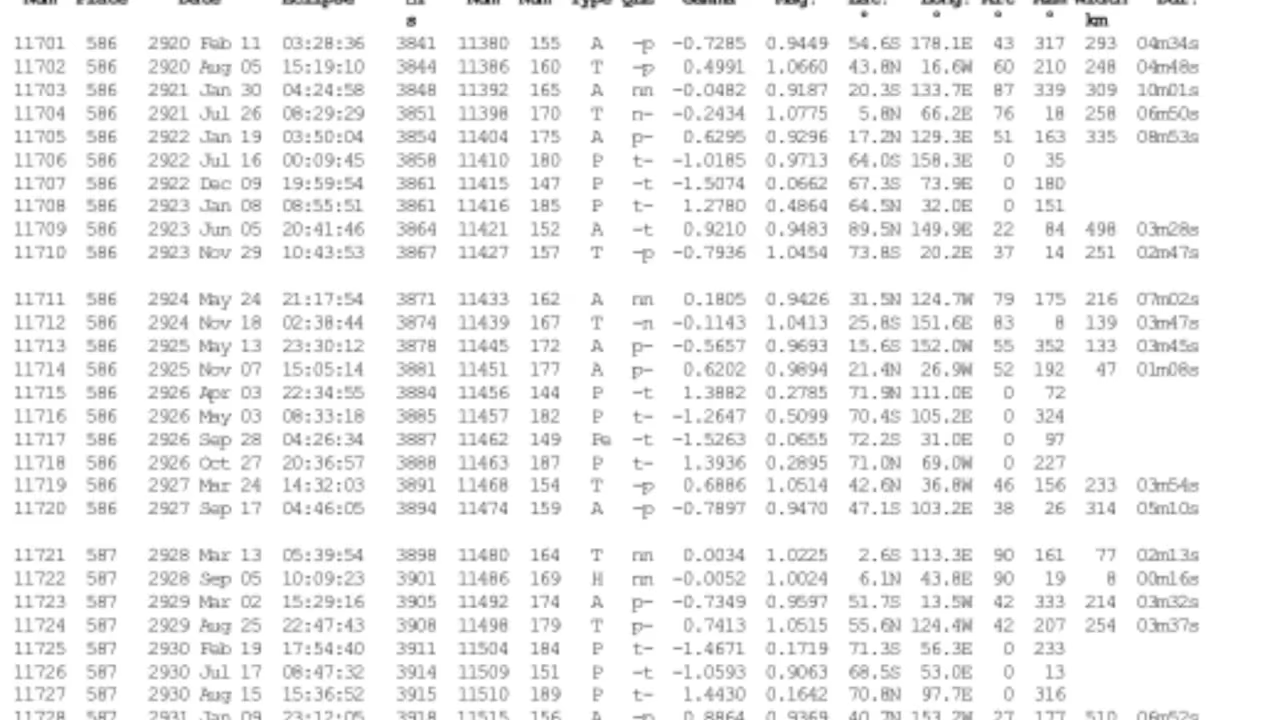 s ° ° ° ° km
11701 586 2920 Feb 11 03:28:36 3841 11380 155 A -p -0.7285 0.9449 54.6S 178.1E 43 317 293 04m34s
11702 586 2920 Aug 05 15:19:10 3844 11386 160 T -p 0.4991 1.0660 43.8N 16.6W 60 210 248 04m48s
11703 586 2921 Jan 30 04:24:58 3848 11392 165 A nn -0.0482 0.9187 20.3S 133.7E 87 339 309 10m01s
11704 586 2921 Jul 26 08:29:29 3851 11398 170 T n- -0.2434 1.0775 5.8N 66.2E 76 18 258 06m50s
11705 586 2922 Jan 19 03:50:04 3854 11404 175 A p- 0.6295 0.9296 17.2N 129.3E 51 163 335 08m53s
11706 586 2922 Jul 16 00:09:45 3858 11410 180 P t- -1.0185 0.9713 64.0S 158.3E 0 35
11707 586 2922 Dec 09 19:59:54 3861 11415 147 P -t -1.5074 0.0662 67.3S 73.9E 0 180
11708 586 2923 Jan 08 08:55:51 3861 11416 185 P t- 1.2780 0.4864 64.5N 32.0E 0 151
11709 586 2923 Jun 05 20:41:46 3864 11421 152 A -t 0.9210 0.9483 89.5N 149.9E 22 84 498 03m28s
11710 586 2923 Nov 29 10:43:53 3867 11427 157 T -p -0.7936 1.0454 73.8S 20.2E 37 14 251 02m47s
11711 586 2924 May 24 21:17:54 3871 11433 162 A nn 0.1805 0.9426 31.5N 124.7W 79 175 216 07m02s
11712 586 2924 Nov 18 02:38:44 3874 11439 167 T -n -0.1143 1.0413 25.8S 151.6E 83 8 139 03m47s
11713 586 2925 May 13 23:30:12 3878 11445 172 A p- -0.5657 0.9693 15.6S 152.0W 55 352 133 03m45s
11714 586 2925 Nov 07 15:05:14 3881 11451 177 A p- 0.6202 0.9894 21.4N 26.9W 52 192 47 01m08s
11715 586 2926 Apr 03 22:34:55 3884 11456 144 P -t 1.3882 0.2785 71.9N 111.0E 0 72
11716 586 2926 May 03 08:33:18 3885 11457 182 P t- -1.2647 0.5099 70.4S 105.2E 0 324
11717 586 2926 Sep 28 04:26:34 3887 11462 149 Pe -t -1.5263 0.0655 72.2S 31.0E 0 97
11718 586 2926 Oct 27 20:36:57 3888 11463 187 P t- 1.3936 0.2895 71.0N 69.0W 0 227
11719 586 2927 Mar 24 14:32:03 3891 11468 154 T -p 0.6886 1.0514 42.6N 36.8W 46 156 233 03m54s
11720 586 2927 Sep 17 04:46:05 3894 11474 159 A -p -0.7897 0.9470 47.1S 103.2E 38 26 314 05m10s
11721 587 2928 Mar 13 05:39:54 3898 11480 164 T nn 0.0034 1.0225 2.6S 113.3E 90 161 77 02m13s
11722 587 2928 Sep 05 10:09:23 3901 11486 169 H nn -0.0052 1.0024 6.1N 43.8E 90 19 8 00m16s
11723 587 2929 Mar 02 15:29:16 3905 11492 174 A p- -0.7349 0.9597 51.7S 13.5W 42 333 214 03m32s
11724 587 2929 Aug 25 22:47:43 3908 11498 179 T p- 0.7413 1.0515 55.6N 124.4W 42 207 254 03m37s
11725 587 2930 Feb 19 17:54:40 3911 11504 184 P t- -1.4671 0.1719 71.3S 56.3E 0 233
11726 587 2930 Jul 17 08:47:32 3914 11509 151 P -t -1.0593 0.9063 68.5S 53.0E 0 13
11727 587 2930 Aug 15 15:36:52 3915 11510 189 P t- 1.4430 0.1642 70.8N 97.7E 0 316
11728 587 2931 Jan 09 23:12:05 3918 11515 156 A -p 0.8864 0.9369 40.7N 153.2W 27 177 510 06m52s